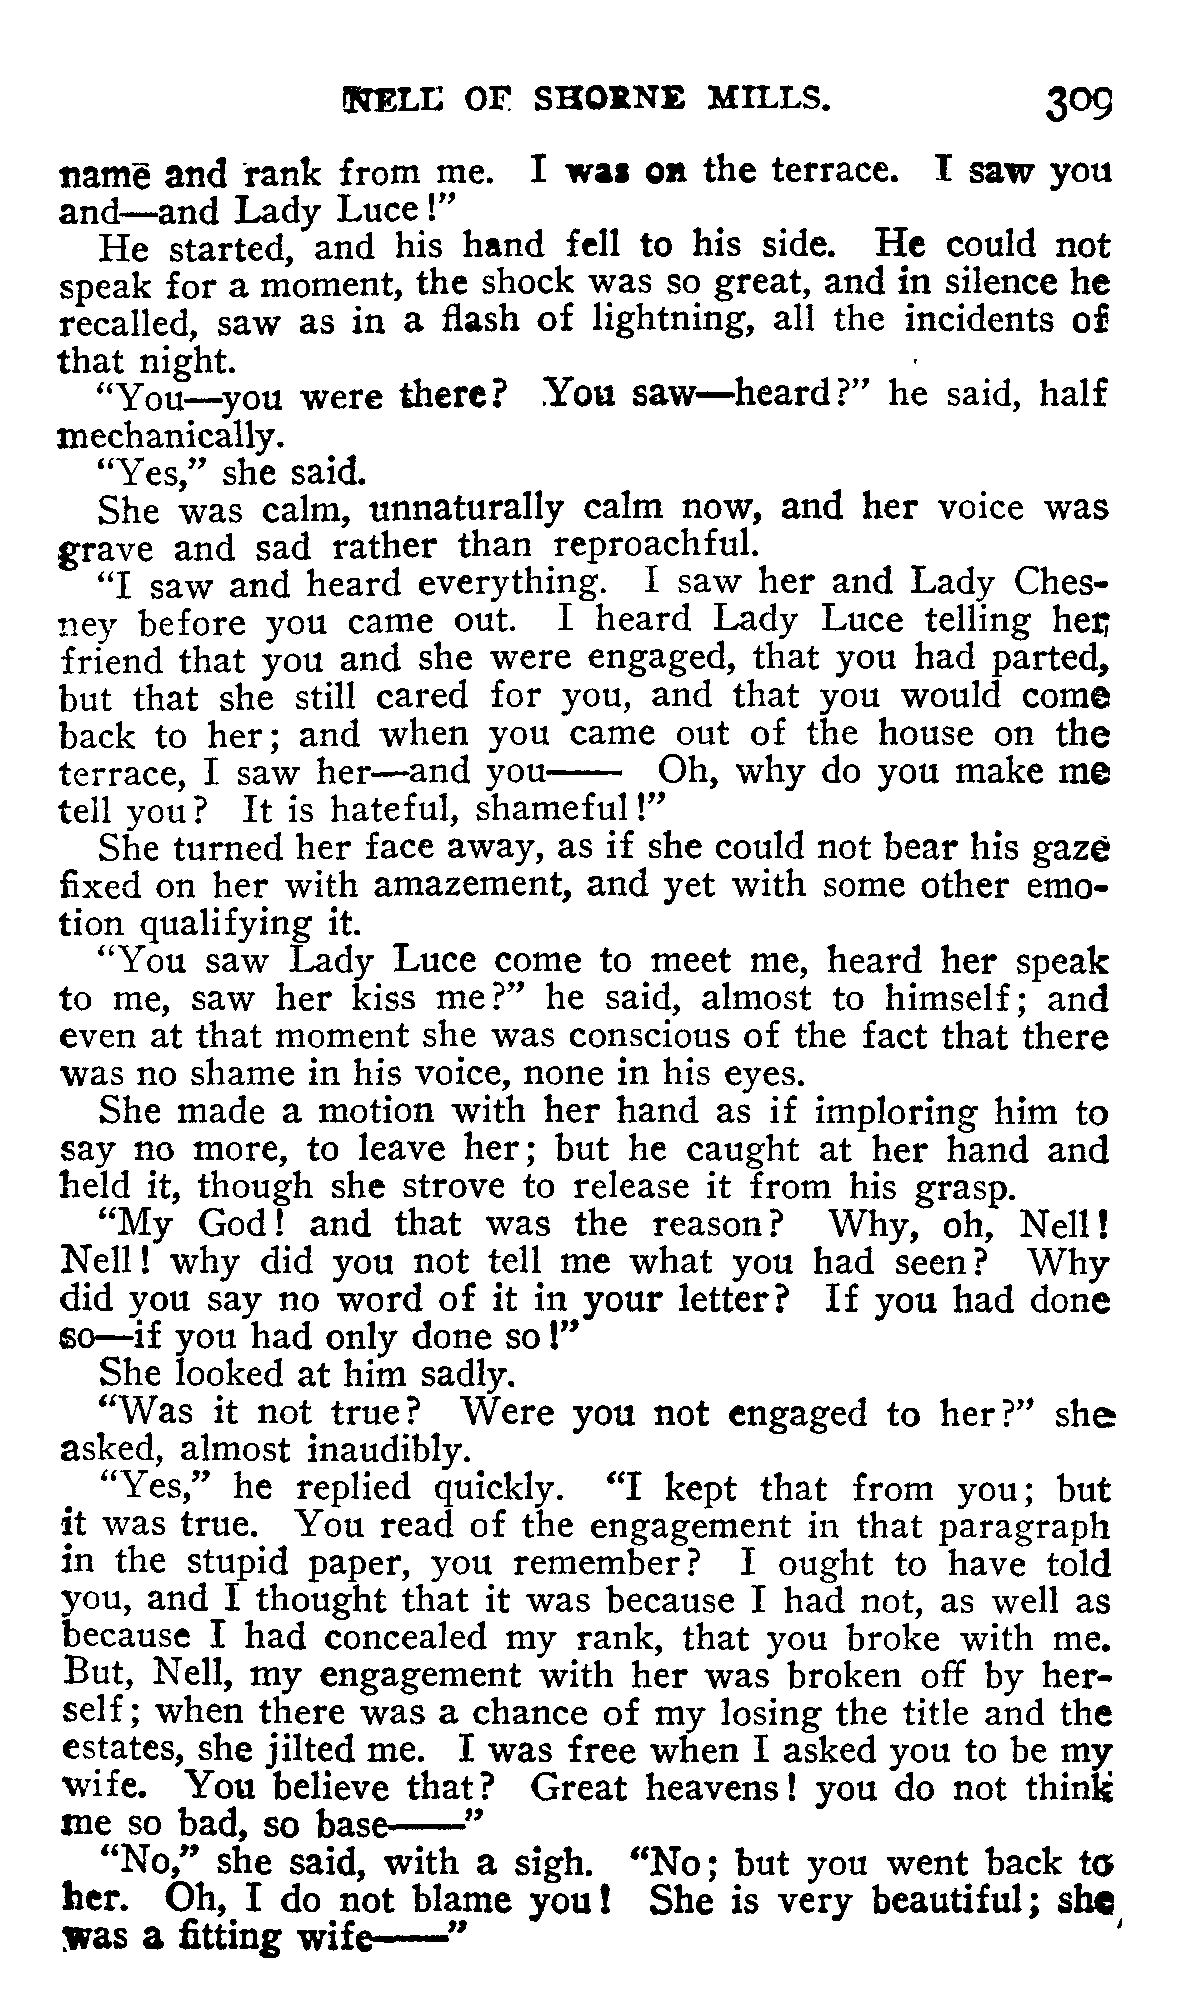 NELL OF SHORNE MILLS. 309
name and rank from me. I was on the terrace. I saw you
and—and Lady Luce!"
He started, and his hand fell to his side. He could not
speak for a moment, the shock was so great, and in silence he
recalled, saw as in a flash of lightning, all the incidents of
that night.
"You—you were there? You saw—heard?" he said, half
mechanically.
"Yes," she said.
She was calm, unnaturally calm now, and her voice was
grave and sad rather than reproachful.
"I saw and heard everything. I saw her and Lady Ches-
ney before you came out. I heard Lady Luce telling her
friend that you and she were engaged, that you had parted,
but that she still cared for you, and that you would come
back to her; and when you came out of the house on the
terrace, I saw her—and you—— Oh, why do you make me
tell you? It is hateful, shameful!"
She turned her face away, as if she could not bear his gaze
fixed on her with amazement, and yet with some other emo-
tion qualifying it.
"You saw Lady Luce come to meet me, heard her speak
to me, saw her kiss me?" he said, almost to himself; and
even at that moment she was conscious of the fact that there
was no shame in his voice, none in his eyes.
She made a motion with her hand as if imploring him to
say no more, to leave her; but he caught at her hand and
held it, though she strove to release it from his grasp.
"My God! and that was the reason? Why, oh, Nell!
Nell! why did you not tell me what you had seen? Why
did you say no word of it in your letter? If you had done
so—if you had only done so!"
She looked at him sadly.
"Was it not true? Were you not engaged to her?" she
asked, almost inaudibly.
"Yes," he replied quickly. "I kept that from you; but
it was true. You read of the engagement in that paragraph
in the stupid paper, you remember? I ought to have told
you, and I thought that it was because I had not, as well as
because I had concealed my rank, that you broke with me.
But, Nell, my engagement with her was broken off by her-
self; when there was a chance of my losing the title and the
estates, she jilted me. I was free when I asked you to be my
wife. You believe that? Great heavens! you do not think
me so bad, so base——"
"No," she said, with a sigh. "No; but you went back to
her. Oh, I do not blame you! She is very beautiful; she
was a fitting wife——"